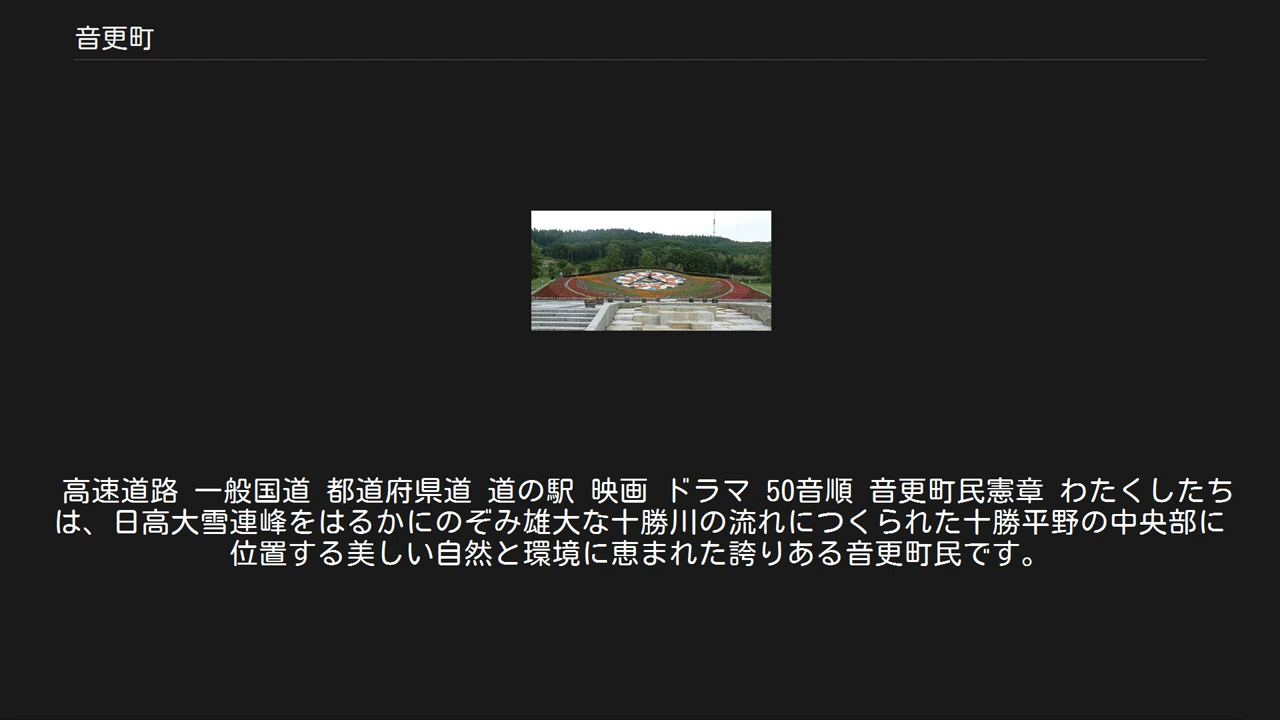 音更町
高速道路 一般国道 都道府県道 道の駅 映画 ドラマ 50音順 音更町民憲章 わたくしたち
は、日高大雪連峰をはるかにのぞみ雄大な十勝川の流れにつくられた十勝平野の中央部に
位置する美しい自然と環境に恵まれた誇りある音更町民です。